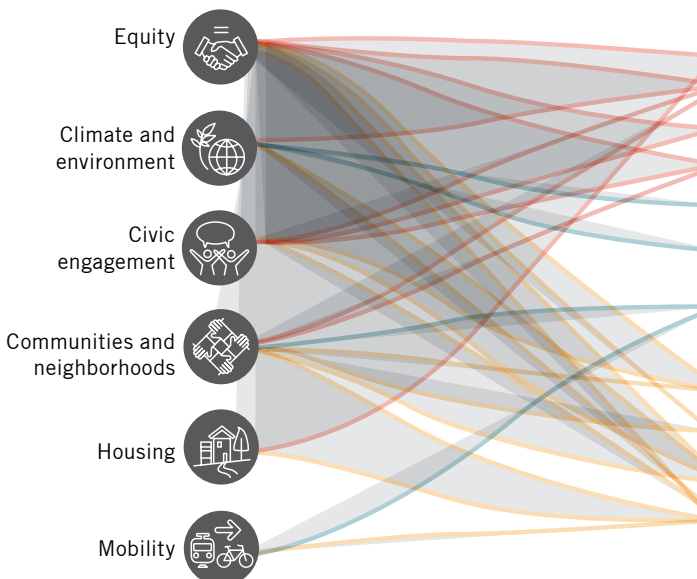 Equity
Climate and
environment
Civic
engagement
Communities and
neighborhoods
Housing
Mobility